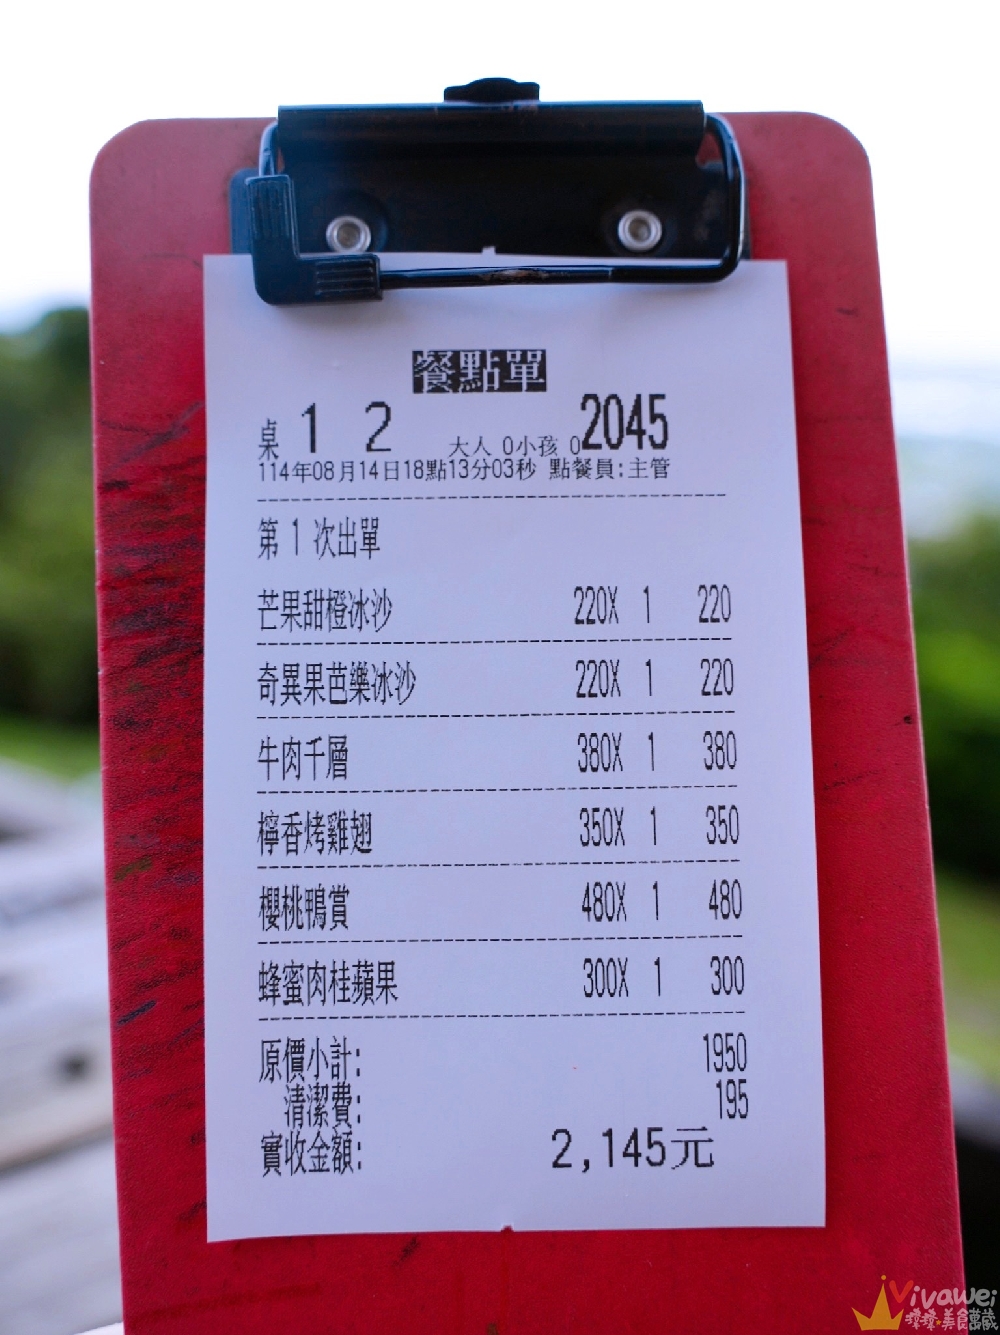 餐點單
桌 1 2 大人 0小孩 0 2045
114年08月14日18點13分03秒 點餐員:主管
第 1 次出單
芒果甜橙冰沙 220X 1 220
奇異果芭樂冰沙 220X 1 220
牛肉千層 380X 1 380
檸香烤雞翅 350X 1 350
櫻桃鴨賞 480X 1 480
蜂蜜肉桂蘋果 300X 1 300
原價小計: 1950
清潔費: 195
實收金額: 2,145元
Vivawei
美食藏